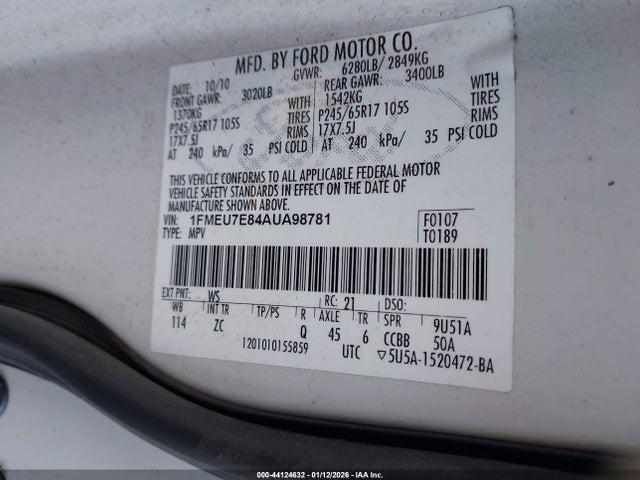 MFD. BY FORD MOTOR CO.
DATE: 10/10 GVWR: 6280LB/ 2849KG
FRONT GAWR: 3020LB REAR GAWR: 3400LB
1370KG WITH 1542KG WITH
P245/65R17 105S TIRES P245/65R17 105S TIRES
17X7.5J RIMS 17X7.5J RIMS
AT 240 kPa/ 35 PSI COLD AT 240 kPa/ 35 PSI COLD
THIS VEHICLE CONFORMS TO ALL APPLICABLE FEDERAL MOTOR
VEHICLE SAFETY STANDARDS IN EFFECT ON THE DATE OF
MANUFACTURE SHOWN ABOVE.
VIN: 1FMEU7E84AUA98781 F0107
TYPE: MPV T0189
EXT PNT: WS RC: 21 DSO:
WB INT TR TP/PS R AXLE TR SPR 9U51A
114 ZC Q 45 6 CCBB 50A
1201010155859 UTC ▽5U5A-1520472-BA
000-44124632 - 01/12/2026 - IAA Inc.